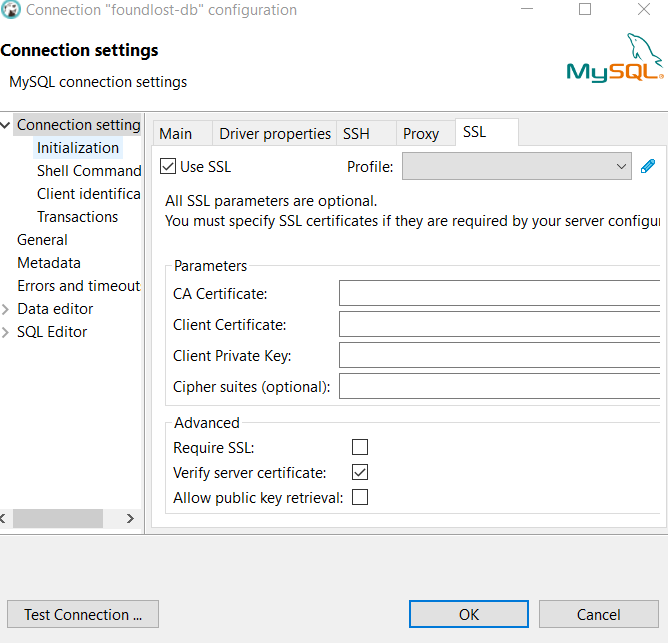 Connection "foundlost-db" configuration
Connection settings
MySQL connection settings
MySQL
Connection setting
Initialization
Shell Command
Client identifica
Transactions
General
Metadata
Errors and timeout
Data editor
SQL Editor
Main
Driver properties
SSH
Proxy
SSL
Use SSL
Profile:
All SSL parameters are optional.
You must specify SSL certificates if they are required by your server configu
Parameters
CA Certificate:
Client Certificate:
Client Private Key:
Cipher suites (optional):
Advanced
Require SSL:
Verify server certificate:
Allow public key retrieval:
Test Connection ...
OK
Cancel